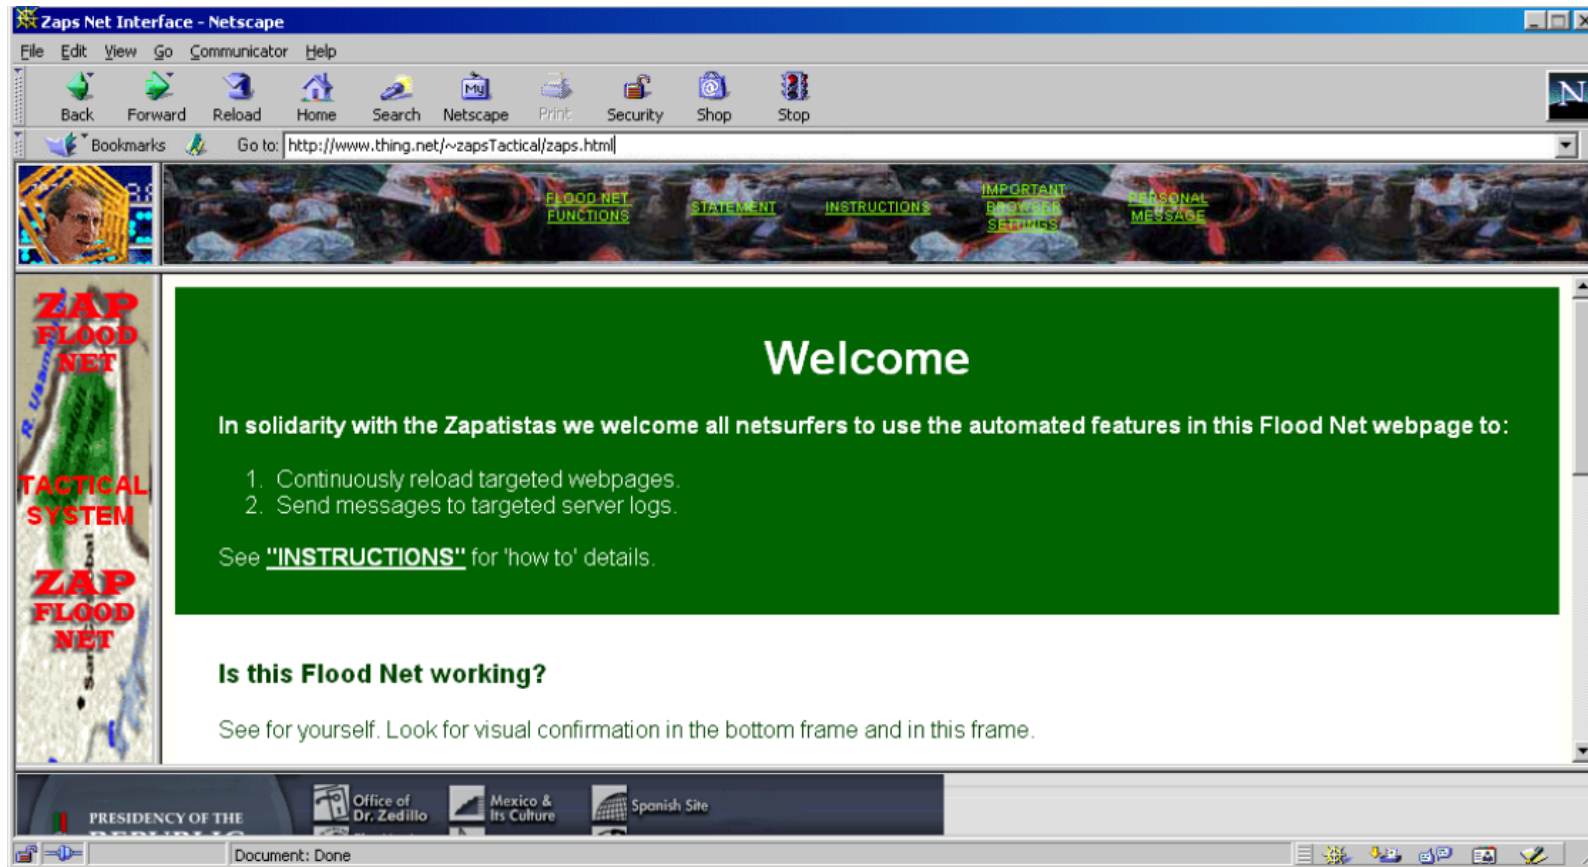 Zaps Net Interface - Netscape
File Edit View Go Communicator Help
Back Forward Reload Home Search Netscape Print Security Shop Stop
My
N
Bookmarks Go to: http://www.thing.net/~zapsTactical/zaps.html
FLOOD NET
FUNCTIONS
STATEMENT
INSTRUCTIONS
IMPORTANT
BROWSER
SETTINGS
PERSONAL
MESSAGE
ZAP
FLOOD
NET
TACTICAL
SYSTEM
ZAP
FLOOD
NET
Welcome
In solidarity with the Zapatistas we welcome all netsurfers to use the automated features in this Flood Net webpage to:
1. Continuously reload targeted webpages.
2. Send messages to targeted server logs.
See "INSTRUCTIONS" for 'how to' details.
Is this Flood Net working?
See for yourself. Look for visual confirmation in the bottom frame and in this frame.
PRESIDENCY OF THE
REPUBLIC
Office of
Dr. Zedillo
Mexico &
Its Culture
Spanish Site
Document: Done